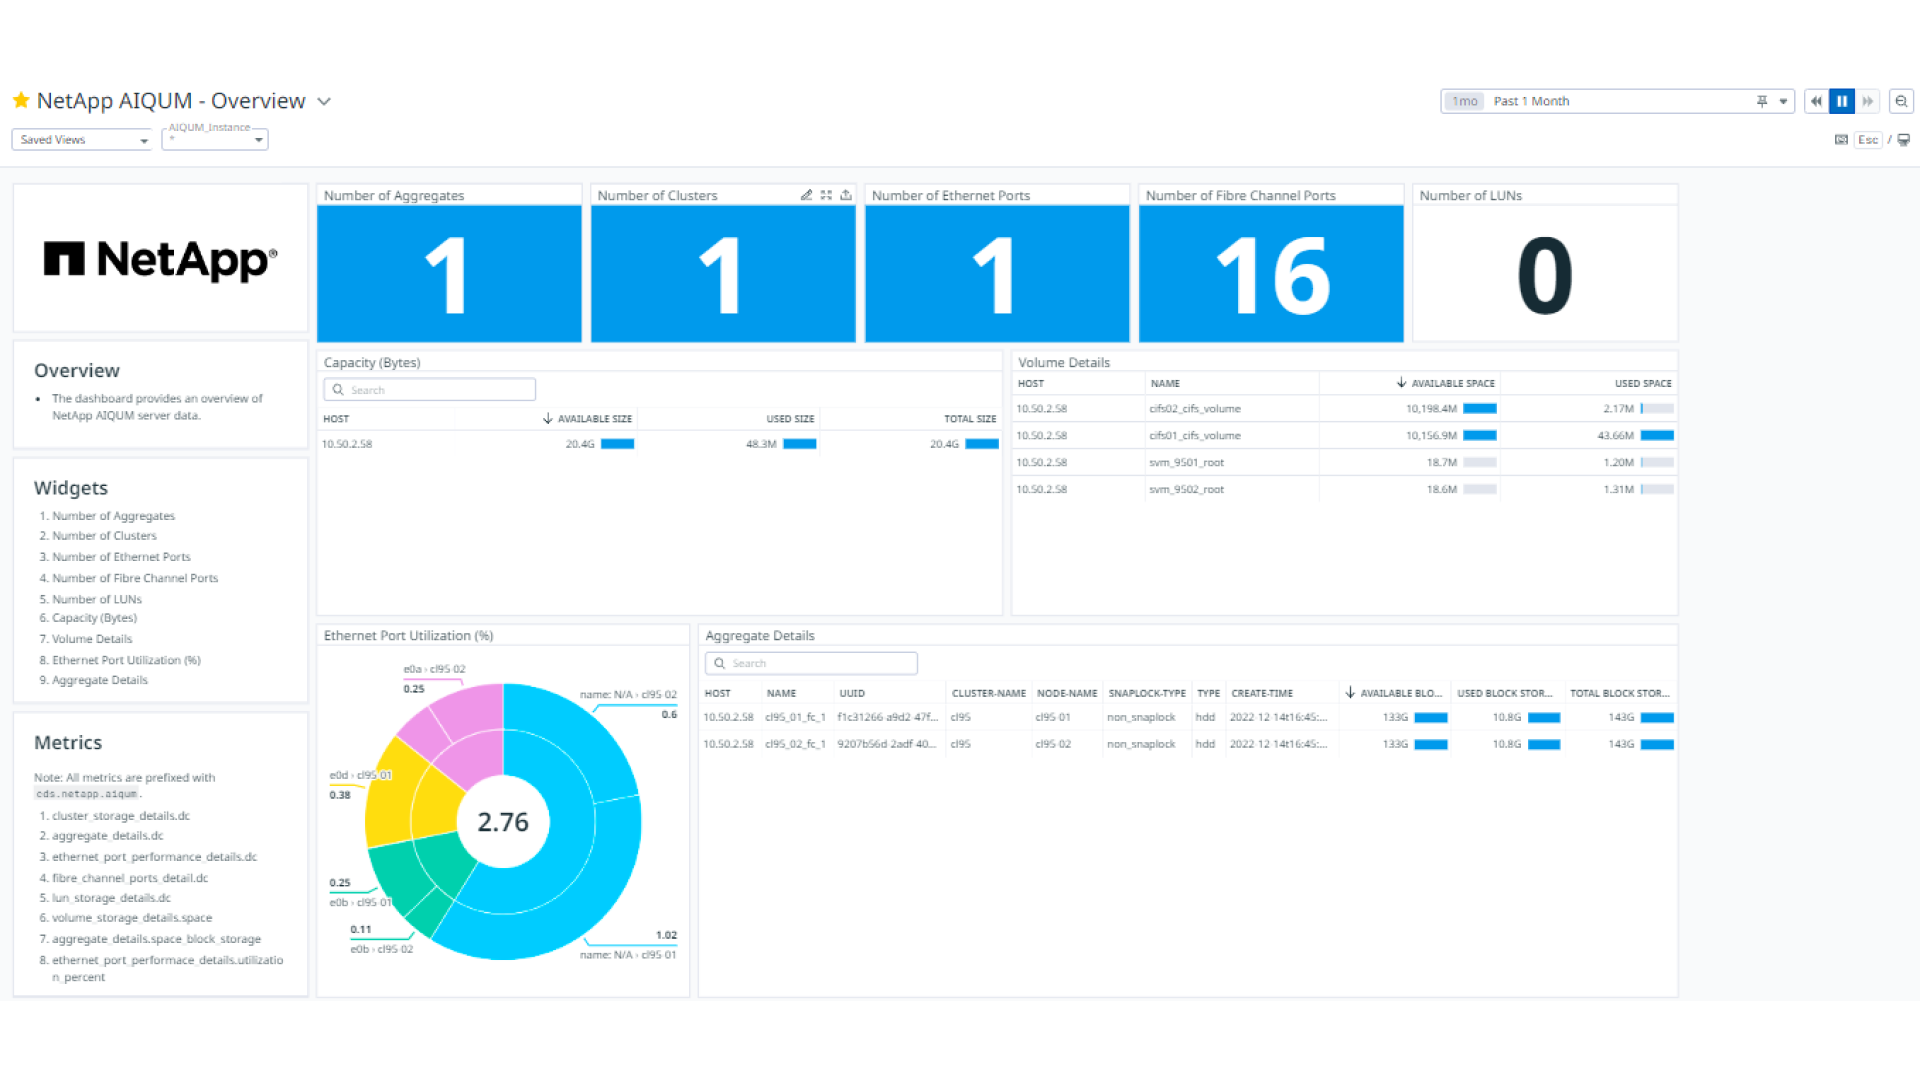 NetApp AIQUM - Overview
1mo Past 1 Month
Saved Views
AIQUM_Instance
*
Esc /
NetApp®
Number of Aggregates
1
Number of Clusters
1
Number of Ethernet Ports
1
Number of Fibre Channel Ports
16
Number of LUNs
0
Overview
• The dashboard provides an overview of
NetApp AIQUM server data.
Widgets
1. Number of Aggregates
2. Number of Clusters
3. Number of Ethernet Ports
4. Number of Fibre Channel Ports
5. Number of LUNs
6. Capacity (Bytes)
7. Volume Details
8. Ethernet Port Utilization (%)
9. Aggregate Details
Metrics
Note: All metrics are prefixed with
cds.netapp.aiqum.
1. cluster_storage_details.dc
2. aggregate_details.dc
3. ethernet_port_performance_details.dc
4. fibre_channel_ports_detail.dc
5. lun_storage_details.dc
6. volume_storage_details.space
7. aggregate_details.space_block_storage
8. ethernet_port_performace_details.utilizatio
n_percent
Capacity (Bytes)
Search
HOST AVAILABLE SIZE USED SIZE TOTAL SIZE
10.50.2.58 20.4G 48.3M 20.4G
Volume Details
HOST NAME AVAILABLE SPACE USED SPACE
10.50.2.58 cifs02_cifs_volume 10,198.4M 2.17M
10.50.2.58 cifs01_cifs_volume 10,156.9M 43.66M
10.50.2.58 svm_9501_root 18.7M 1.20M
10.50.2.58 svm_9502_root 18.6M 1.31M
Ethernet Port Utilization (%)
e0a › cl95-02
0.25
name: N/A › cl95-02
0.6
e0d › cl95-01
0.38
2.76
0.25
e0b › cl95-01
0.11
e0b › cl95-02
1.02
name: N/A › cl95-01
Aggregate Details
Search
HOST NAME UUID CLUSTER-NAME NODE-NAME SNAPLOCK-TYPE TYPE CREATE-TIME AVAILABLE BLO... USED BLOCK STOR... TOTAL BLOCK STOR...
10.50.2.58 cl95_01_fc_1 f1c31266-a9d2-47f... cl95 cl95-01 non_snaplock hdd 2022-12-14t16:45:... 133G 10.8G 143G
10.50.2.58 cl95_02_fc_1 9207b56d-2adf-40... cl95 cl95-02 non_snaplock hdd 2022-12-14t16:45:... 133G 10.8G 143G